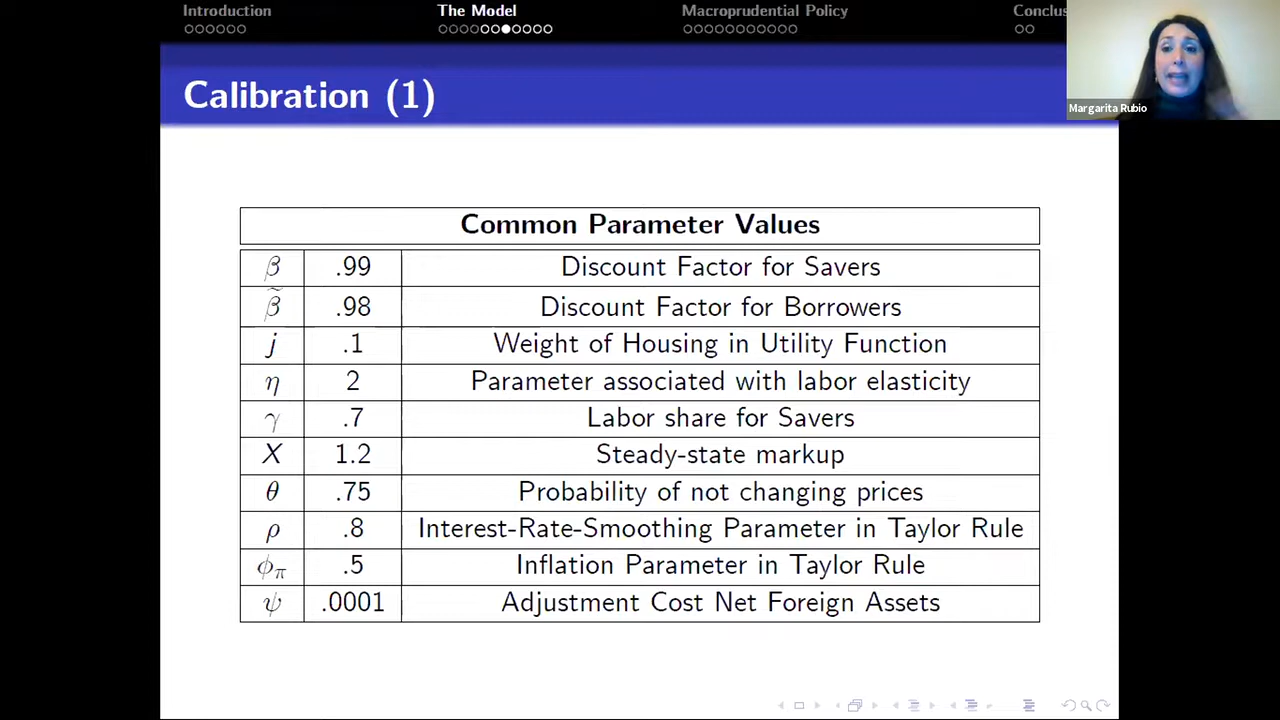 Introduction The Model Macroprudential Policy Conclus
Margarita Rubio
Calibration (1)
Common Parameter Values
β .99 Discount Factor for Savers
β̃ .98 Discount Factor for Borrowers
j .1 Weight of Housing in Utility Function
η 2 Parameter associated with labor elasticity
γ .7 Labor share for Savers
X 1.2 Steady-state markup
θ .75 Probability of not changing prices
ρ .8 Interest-Rate-Smoothing Parameter in Taylor Rule
ϕπ .5 Inflation Parameter in Taylor Rule
ψ .0001 Adjustment Cost Net Foreign Assets